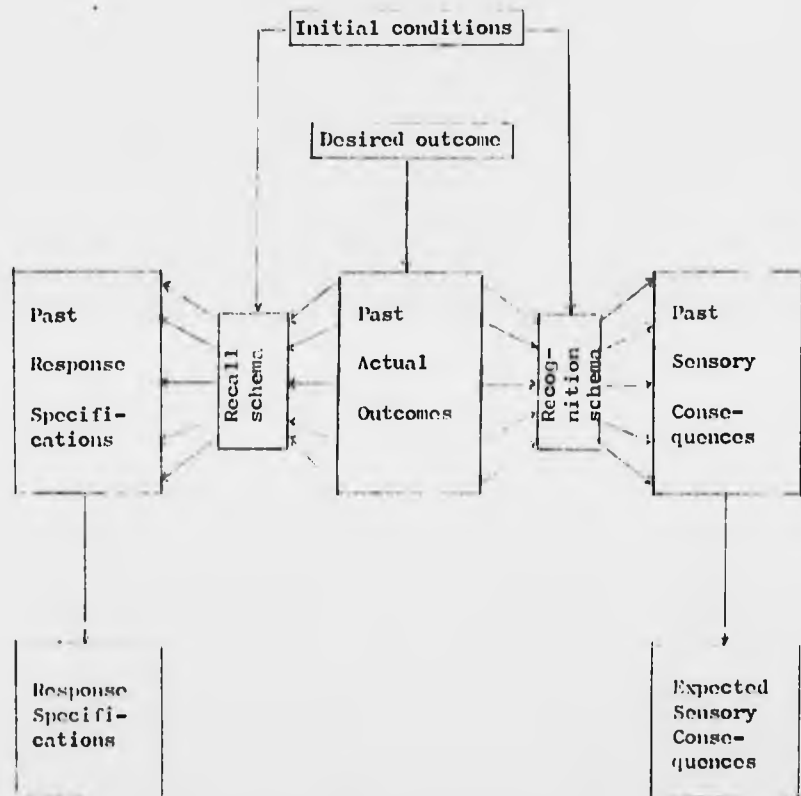 Initial conditions
Desired outcome
Past
Response
Specifi-
cations
Recall
schema
Past
Actual
Outcomes
Recog-
nition
schema
Past
Sensory
Conse-
quences
Response
Specifi-
cations
Expected
Sensory
Conse-
quences